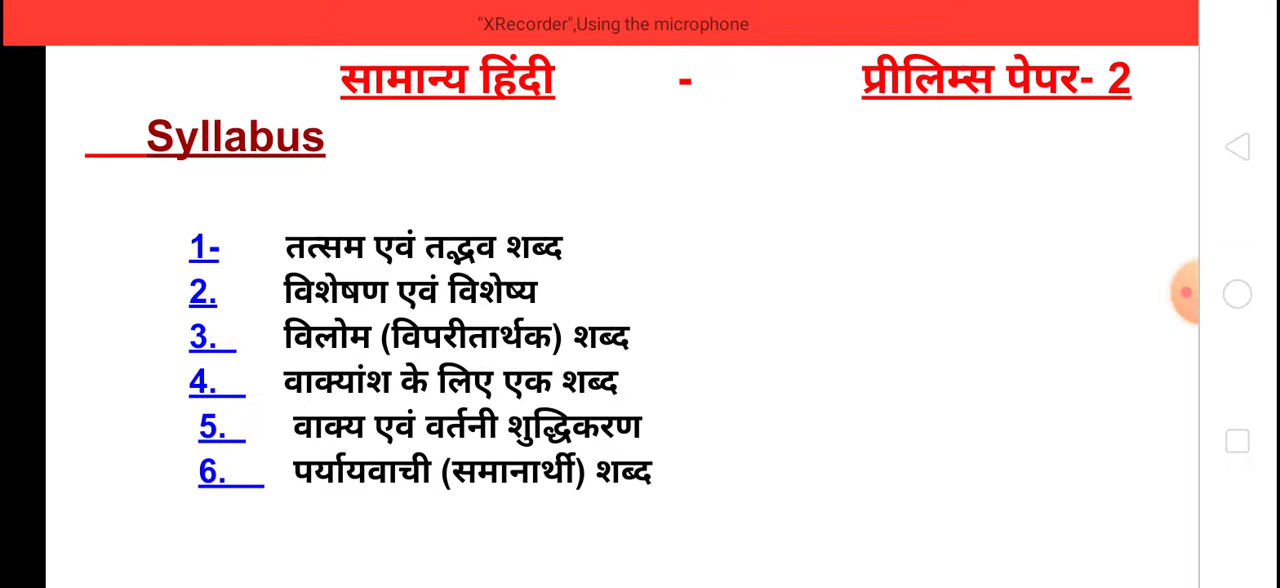 "XRecorder",Using the microphone
सामान्य हिंदी - प्रीलिम्स पेपर- 2
Syllabus
1- तत्सम एवं तद्भव शब्द
2. विशेषण एवं विशेष्य
3. विलोम (विपरीतार्थक) शब्द
4. वाक्यांश के लिए एक शब्द
5. वाक्य एवं वर्तनी शुद्धिकरण
6. पर्यायवाची (समानार्थी) शब्द